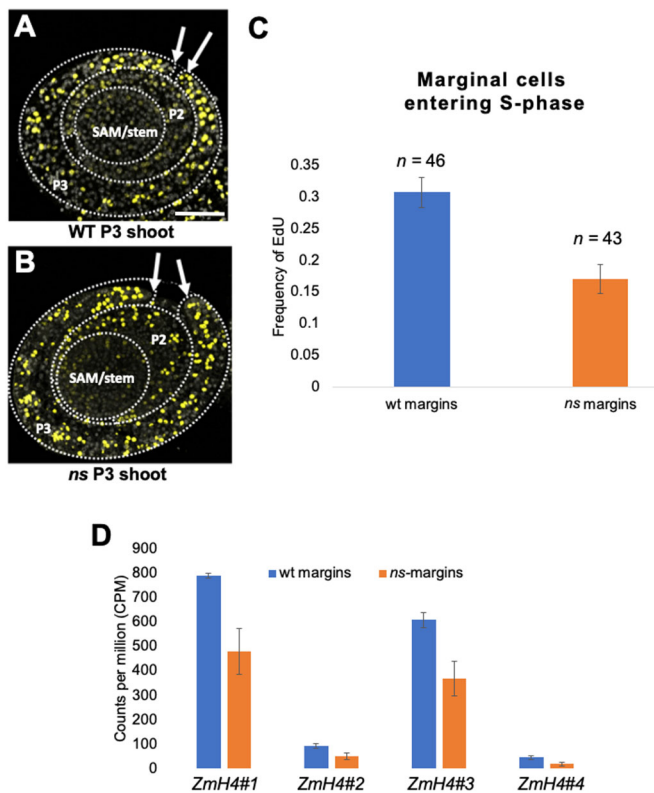 A
SAM/stem
P2
P3
WT P3 shoot
B
P2
SAM/stem
P3
ns P3 shoot
C
Marginal cells
entering S-phase
Frequency of EdU
0.35
0.3
0.25
0.2
0.15
0.1
0.05
0
n = 46
n = 43
wt margins
ns margins
D
Counts per million (CPM)
900
800
700
600
500
400
300
200
100
0
wt margins
ns-margins
ZmH4#1
ZmH4#2
ZmH4#3
ZmH4#4